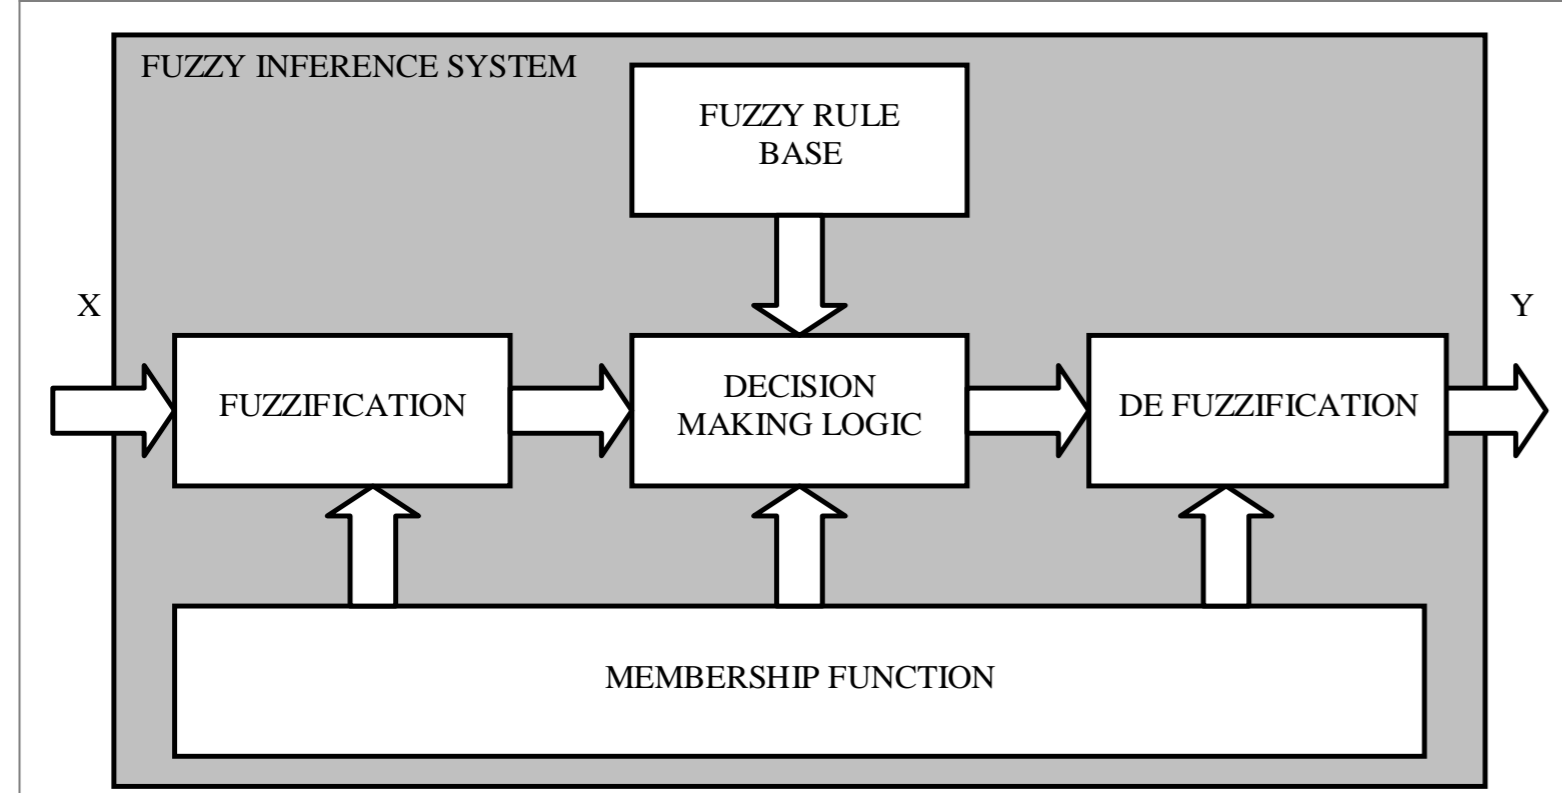 FUZZY INFERENCE SYSTEM
FUZZY RULE
BASE
X
Y
FUZZIFICATION
DECISION
MAKING LOGIC
DE FUZZIFICATION
MEMBERSHIP FUNCTION